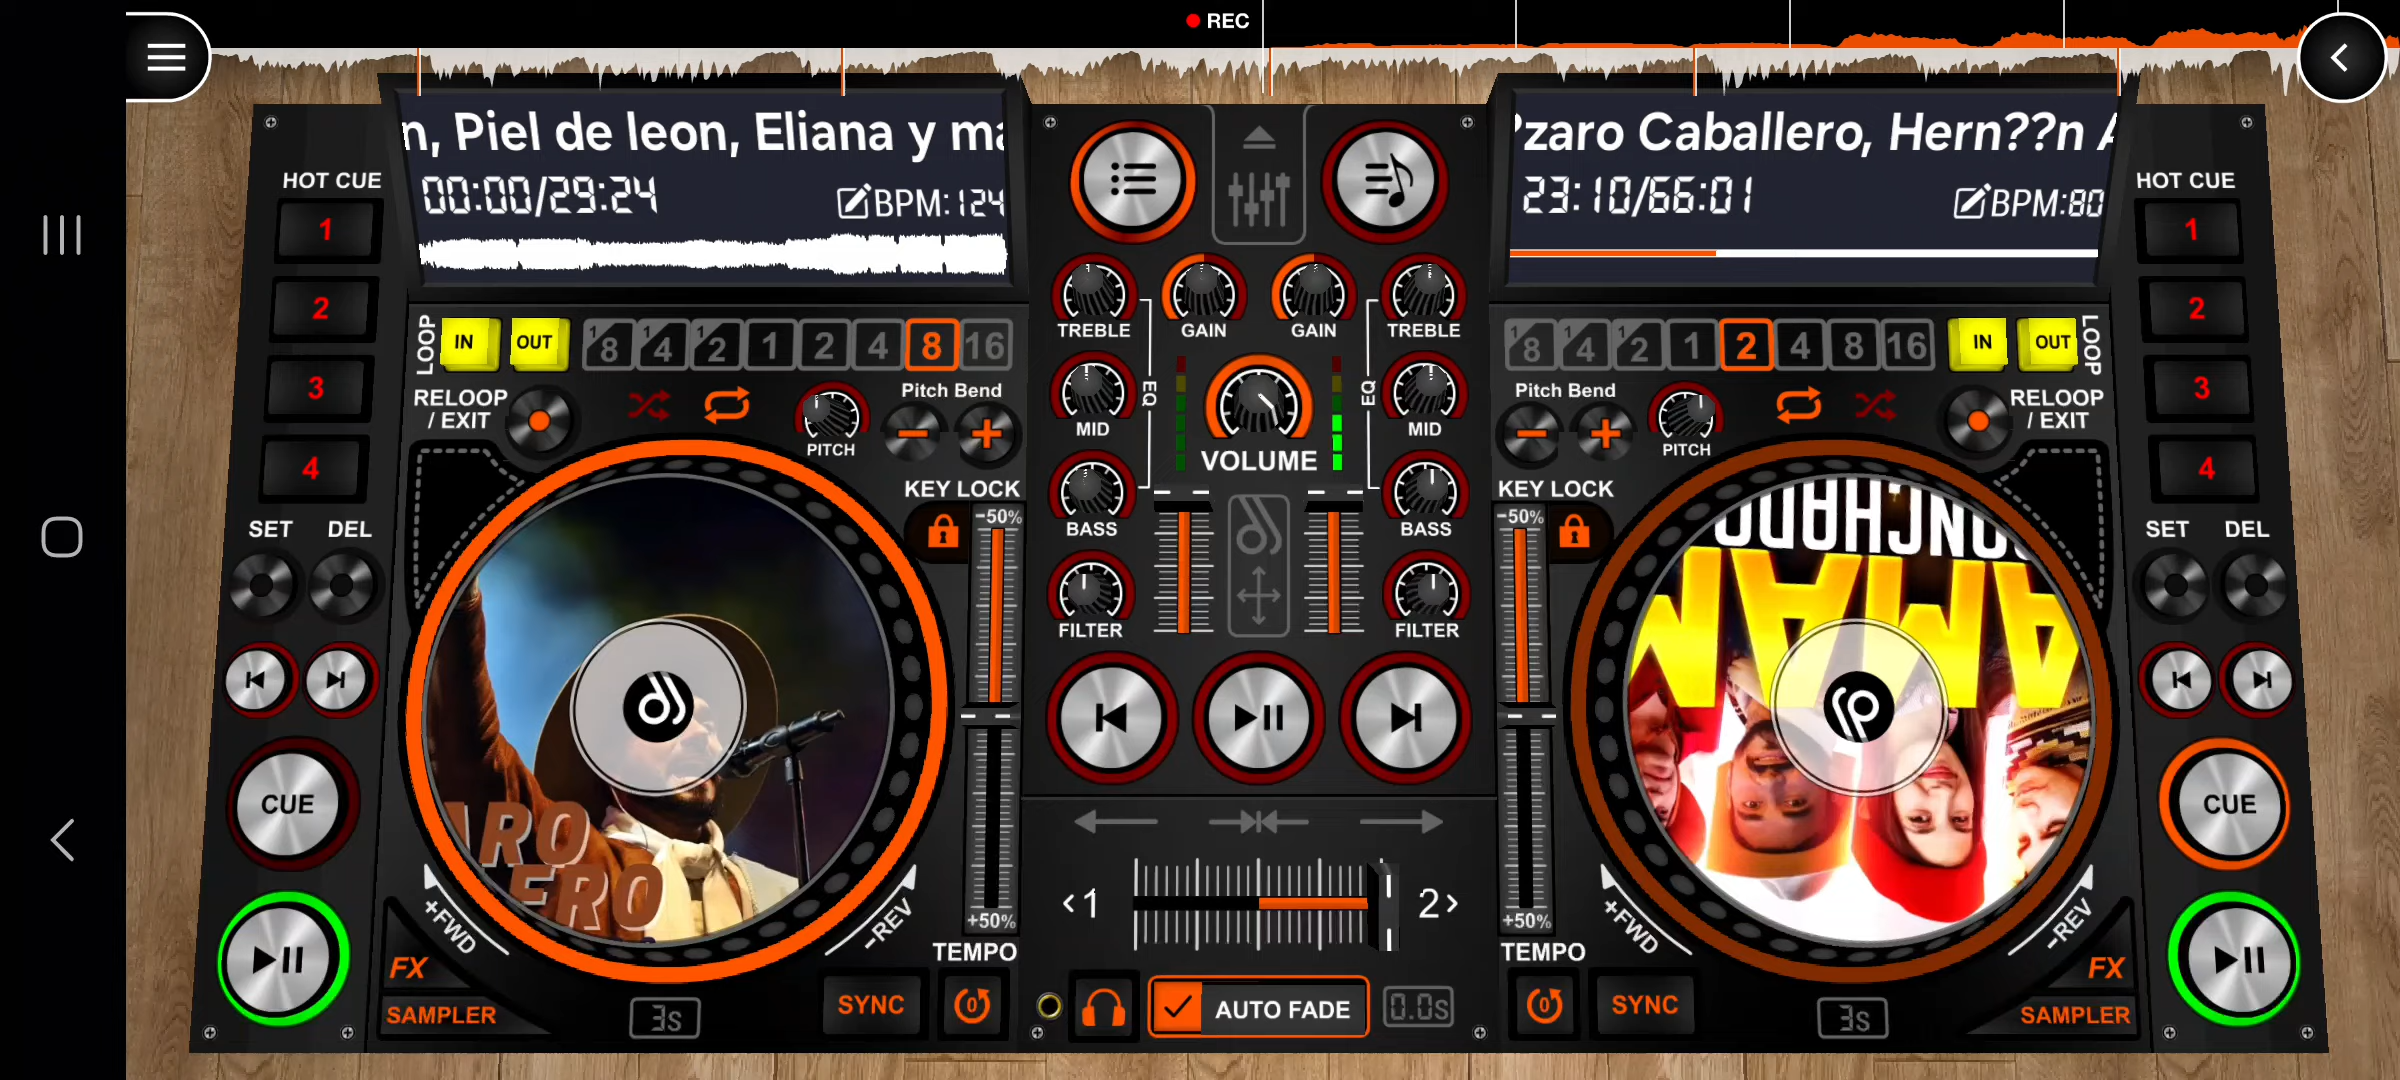 REC
n, Piel de leon, Eliana y ma
00:00/29:24
BPM:124
?zaro Caballero, Hern??n A
23:10/66:01
BPM:80
HOT CUE
1
2
3
4
SET DEL
CUE
LOOP
IN OUT
1/8 1/4 1/2 1 2 4 8 16
RELOOP
/ EXIT
PITCH
Pitch Bend
KEY LOCK
-50%
+50%
TEMPO
+FWD
-REV
FX
SAMPLER
3s
SYNC
0
ARO
ERO
TREBLE GAIN GAIN TREBLE
MID
EQ
VOLUME
EQ
MID
BASS BASS
FILTER FILTER
<1 2>
AUTO FADE
0.0s
1/8 1/4 1/2 1 2 4 8 16
IN OUT
LOOP
Pitch Bend
PITCH
RELOOP
/ EXIT
KEY LOCK
-50%
+50%
TEMPO
+FWD
-REV
0
SYNC
3s
FX
SAMPLER
HOT CUE
1
2
3
4
SET DEL
CUE